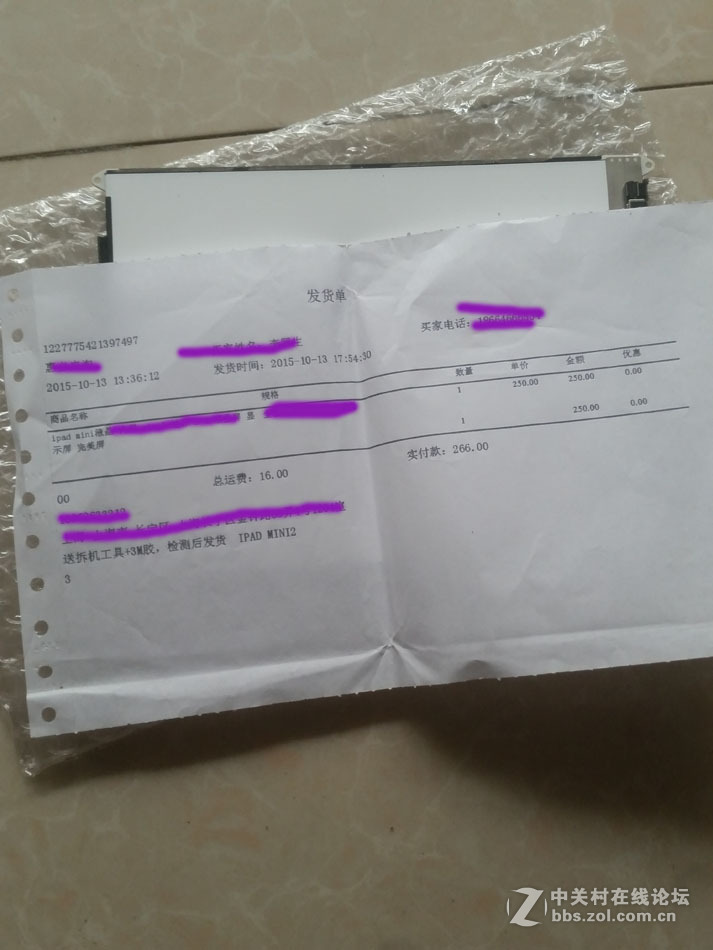 发货单
1227775421397497
买家电话：
2015-10-13 13:36:12 发货时间：2015-10-13 17:54:30
商品名称 规格 数量 单价 金额 优惠
ipad mini 显 1 250.00 250.00 0.00
示屏 完美屏
1 250.00 0.00
00 总运费：16.00 实付款：266.00
送拆机工具+3M胶，检测后发货 IPAD MINI2
3
Z 中关村在线论坛
bbs.zol.com.cn